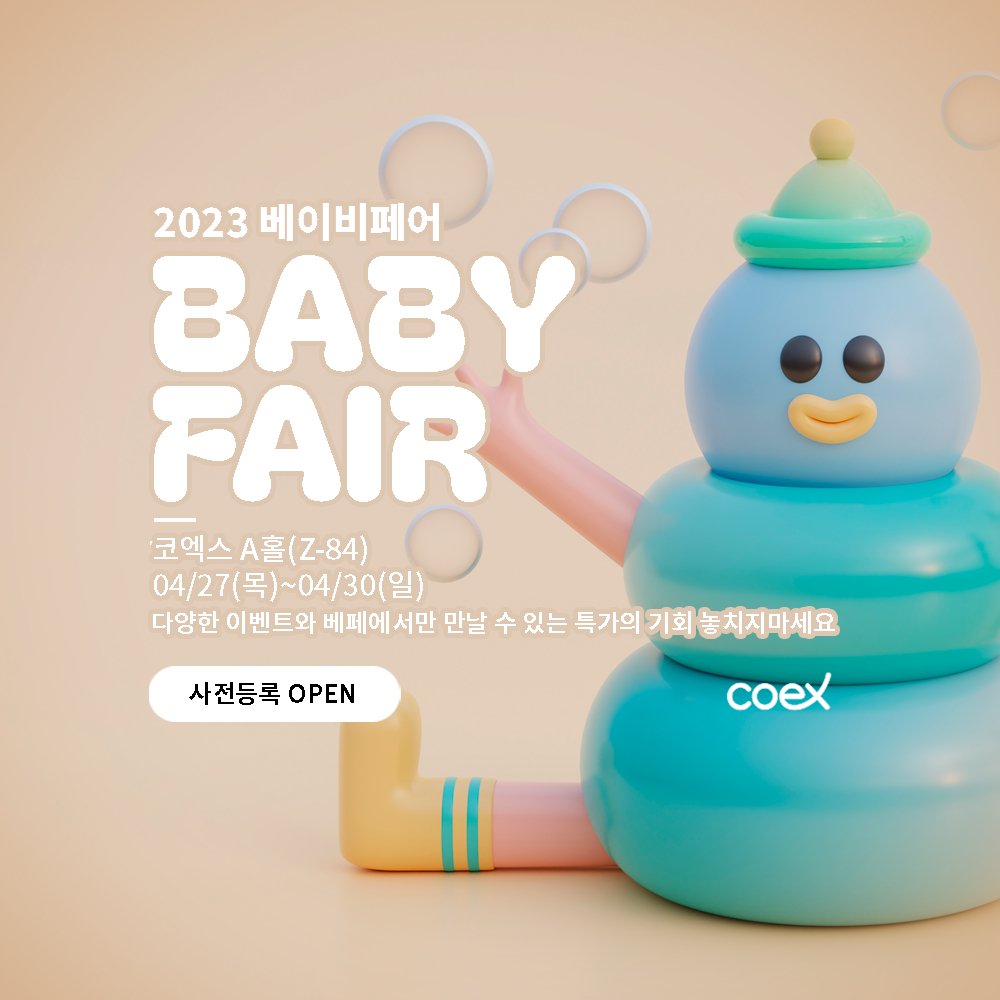 2023 베이비페어
BABY
FAIR
코엑스 A홀(Z-84)
04/27(목)~04/30(일)
다양한 이벤트와 베페에서만 만날 수 있는 특가의 기회 놓치지마세요
사전등록 OPEN
coex